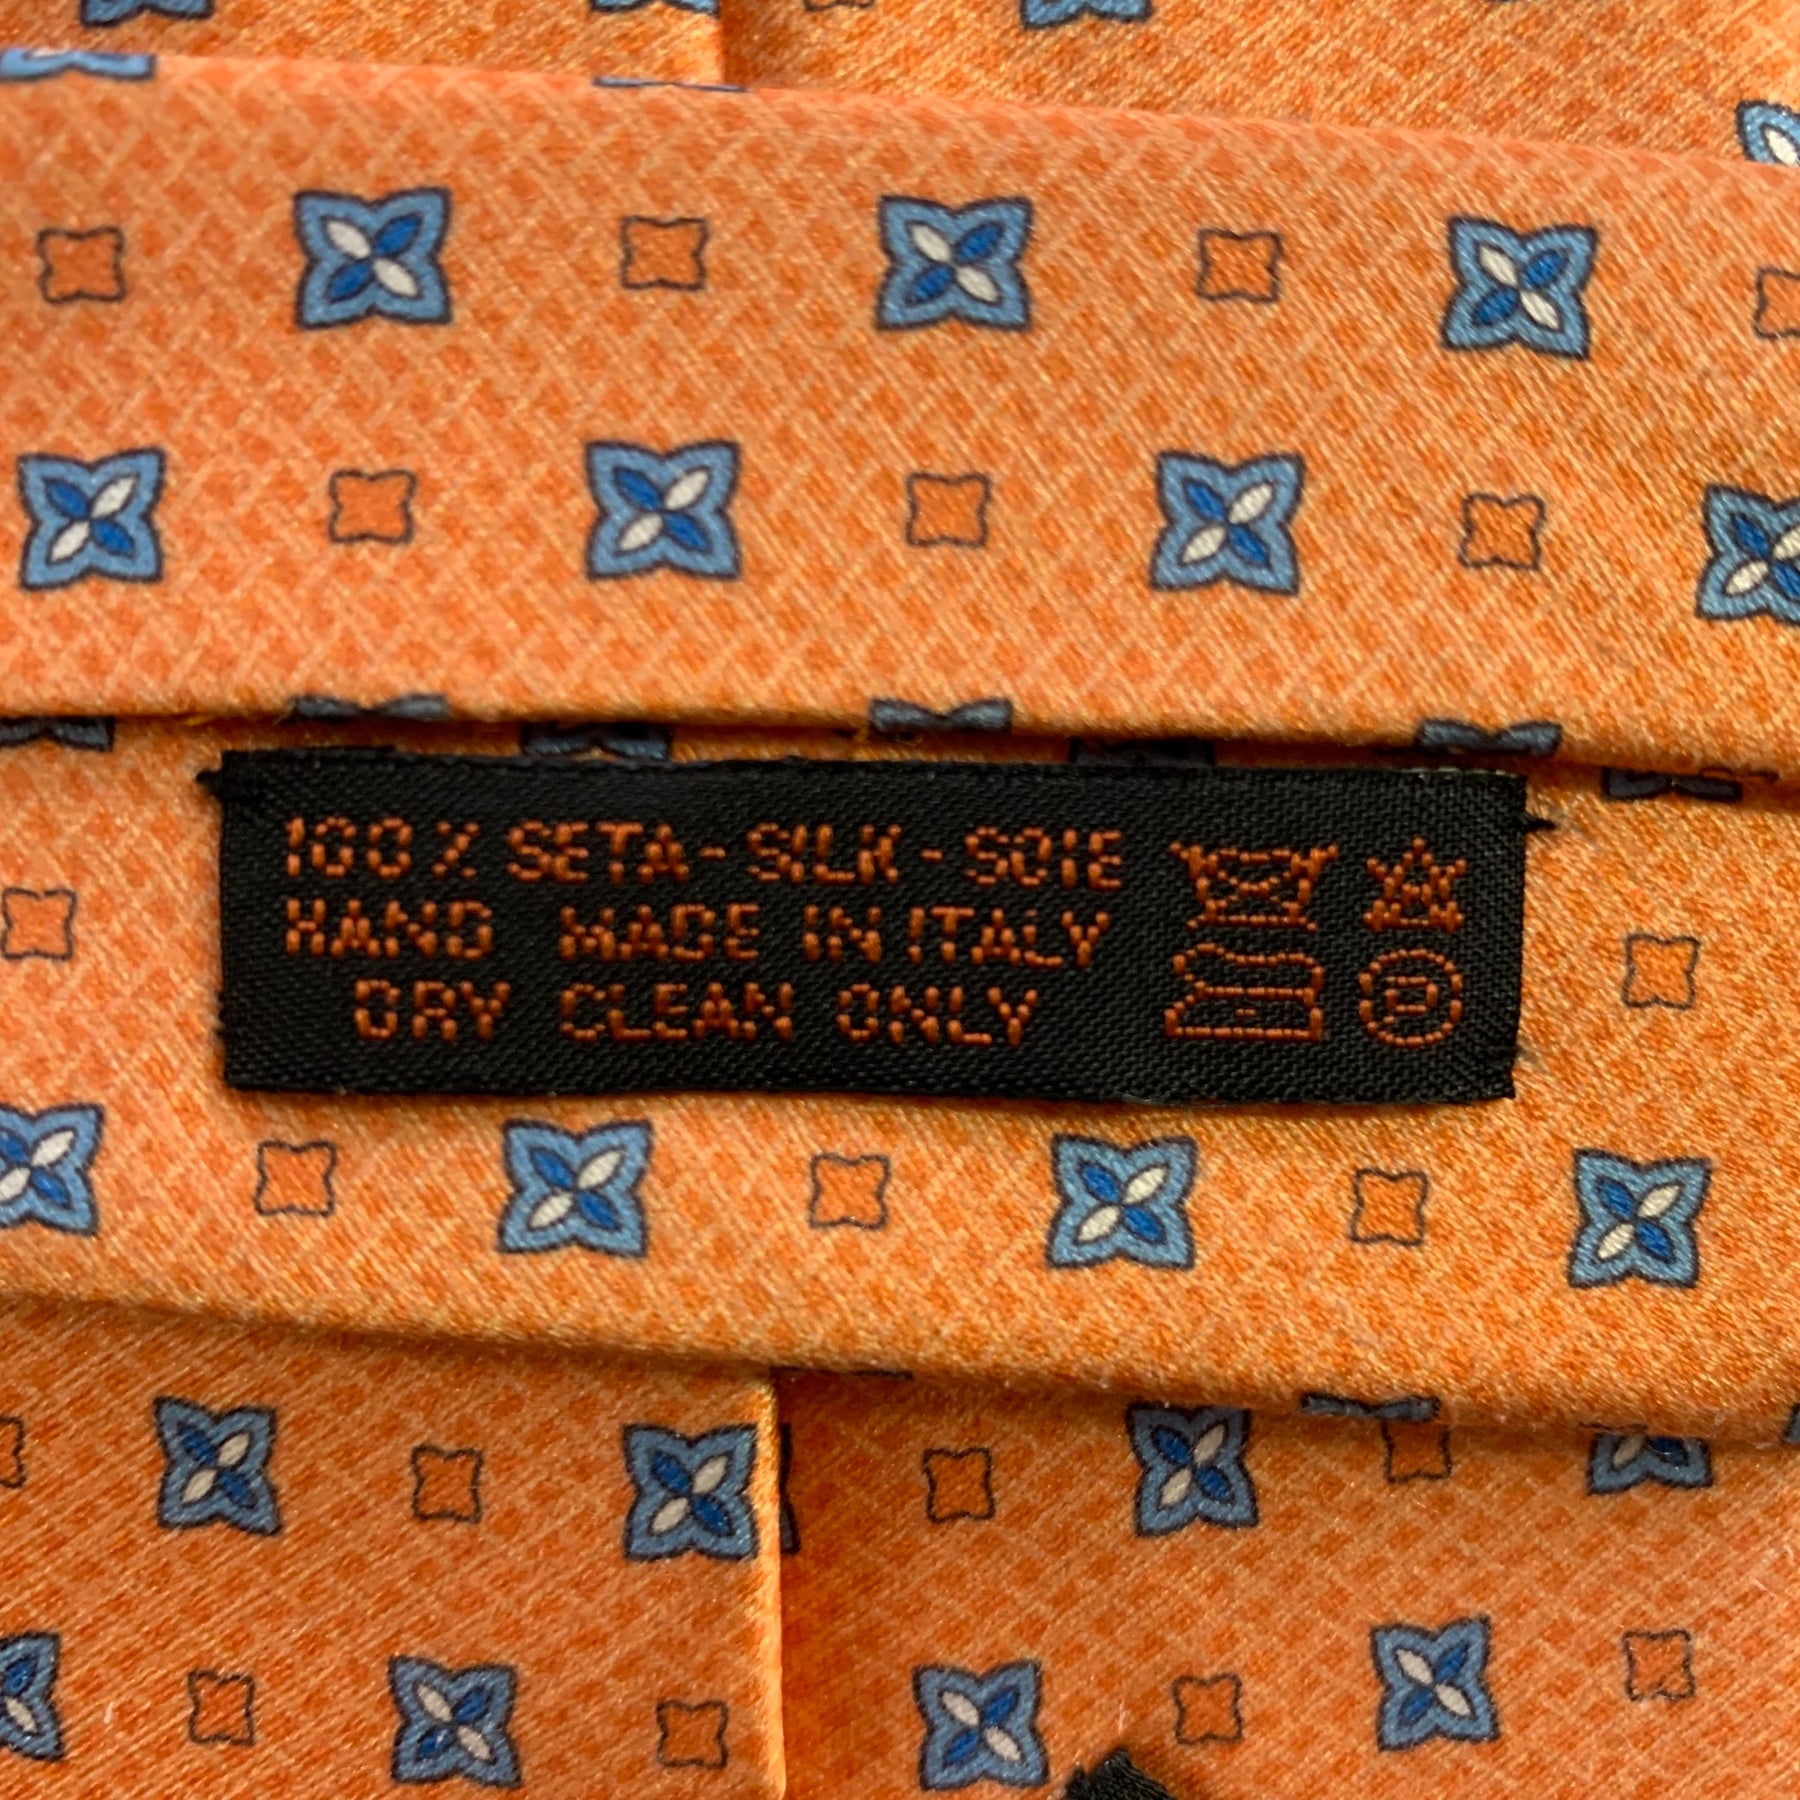 100% SETA - SILK - SOIE
HAND MADE IN ITALY
DRY CLEAN ONLY